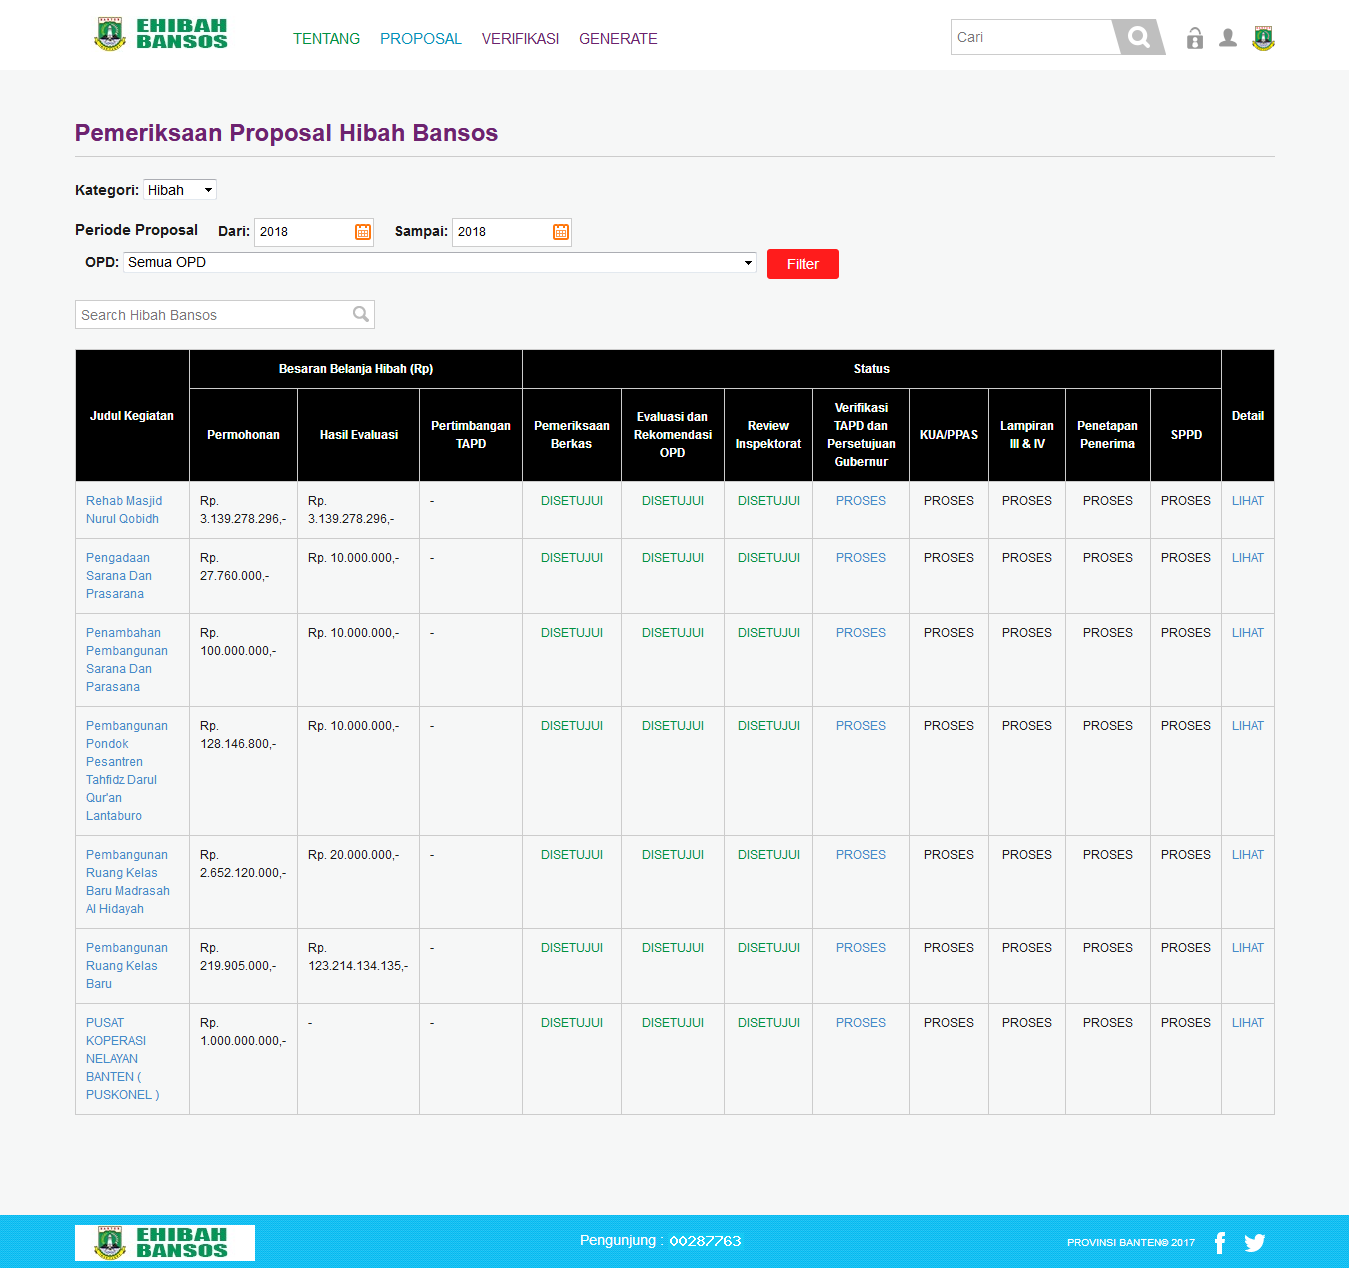 EHIBAH
BANSOS
TENTANG PROPOSAL VERIFIKASI GENERATE
Cari
Pemeriksaan Proposal Hibah Bansos
Kategori: Hibah
Periode Proposal Dari: 2018 Sampai: 2018
OPD: Semua OPD Filter
Search Hibah Bansos
Judul Kegiatan
Besaran Belanja Hibah (Rp)
Status
Detail
Permohonan
Hasil Evaluasi
Pertimbangan
TAPD
Pemeriksaan
Berkas
Evaluasi dan
Rekomendasi
OPD
Review
Inspektorat
Verifikasi
TAPD dan
Persetujuan
Gubernur
KUA/PPAS
Lampiran
III & IV
Penetapan
Penerima
SPPD
Rehab Masjid
Nurul Qobidh
Rp.
3.139.278.296,-
Rp.
3.139.278.296,-
-
DISETUJUI DISETUJUI DISETUJUI PROSES PROSES PROSES PROSES PROSES LIHAT
Pengadaan
Sarana Dan
Prasarana
Rp.
27.760.000,-
Rp. 10.000.000,-
-
DISETUJUI DISETUJUI DISETUJUI PROSES PROSES PROSES PROSES PROSES LIHAT
Penambahan
Pembangunan
Sarana Dan
Parasana
Rp.
100.000.000,-
Rp. 10.000.000,-
-
DISETUJUI DISETUJUI DISETUJUI PROSES PROSES PROSES PROSES PROSES LIHAT
Pembangunan
Pondok
Pesantren
Tahfidz Darul
Qur'an
Lantaburo
Rp.
128.146.800,-
Rp. 10.000.000,-
-
DISETUJUI DISETUJUI DISETUJUI PROSES PROSES PROSES PROSES PROSES LIHAT
Pembangunan
Ruang Kelas
Baru Madrasah
Al Hidayah
Rp.
2.652.120.000,-
Rp. 20.000.000,-
-
DISETUJUI DISETUJUI DISETUJUI PROSES PROSES PROSES PROSES PROSES LIHAT
Pembangunan
Ruang Kelas
Baru
Rp.
219.905.000,-
Rp.
123.214.134.135,-
-
DISETUJUI DISETUJUI DISETUJUI PROSES PROSES PROSES PROSES PROSES LIHAT
PUSAT
KOPERASI
NELAYAN
BANTEN (
PUSKONEL )
Rp.
1.000.000.000,-
-
-
DISETUJUI DISETUJUI DISETUJUI PROSES PROSES PROSES PROSES PROSES LIHAT
EHIBAH
BANSOS
Pengunjung : 00287763
PROVINSI BANTEN© 2017